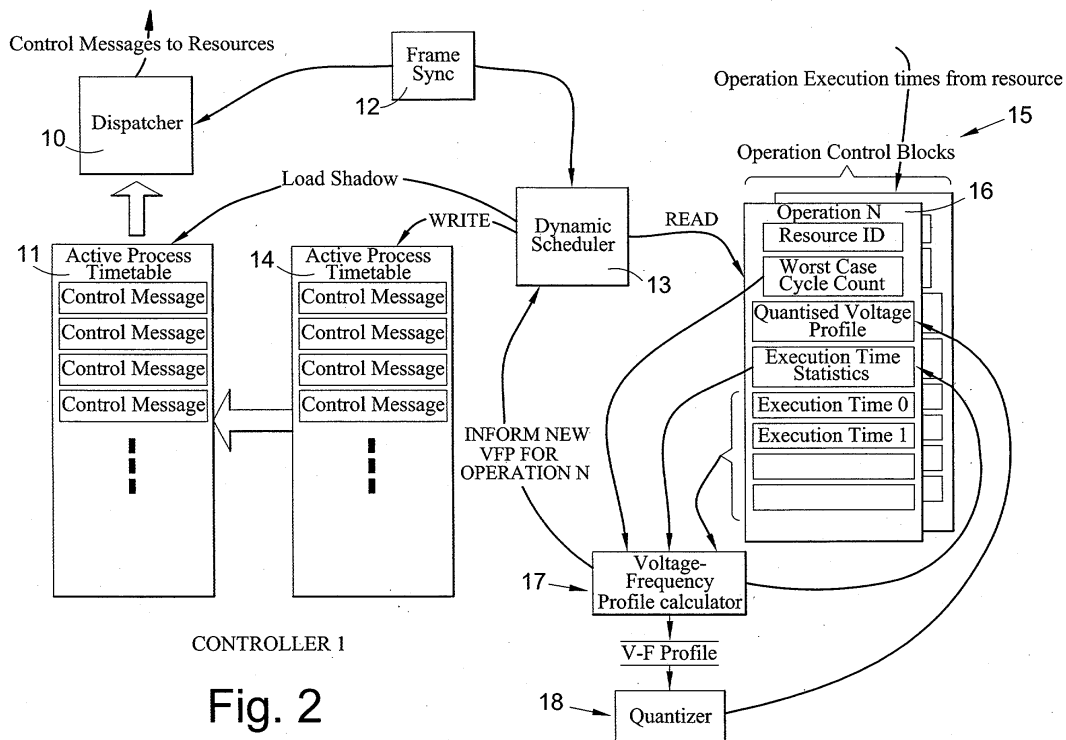 Control Messages to Resources
Frame
Sync
12
Dispatcher
10
Operation Execution times from resource
15
Operation Control Blocks
Load Shadow
WRITE
Dynamic
Scheduler
13
READ
16
Operation N
Resource ID
Worst Case
Cycle Count
Quantised Voltage
Profile
Execution Time
Statistics
Execution Time 0
Execution Time 1
11
Active Process
Timetable
Control Message
Control Message
Control Message
Control Message
14
Active Process
Timetable
Control Message
Control Message
Control Message
Control Message
INFORM NEW
VFP FOR
OPERATION N
17
Voltage-
Frequency
Profile calculator
V-F Profile
18
Quantizer
CONTROLLER 1
Fig. 2